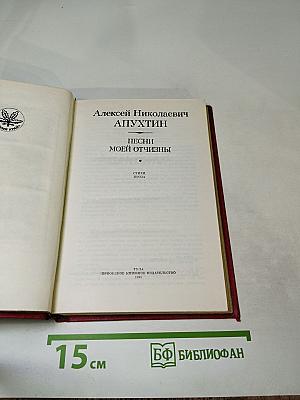 Алексей Николаевич
АПУХТИН
ПЕСНИ
МОЕЙ ОТЧИЗНЫ
СТИХИ
ПРОЗА
ТУЛА
ПРИОКСКОЕ КНИЖНОЕ ИЗДАТЕЛЬСТВО
15 см
БФ БИБЛИОФАН